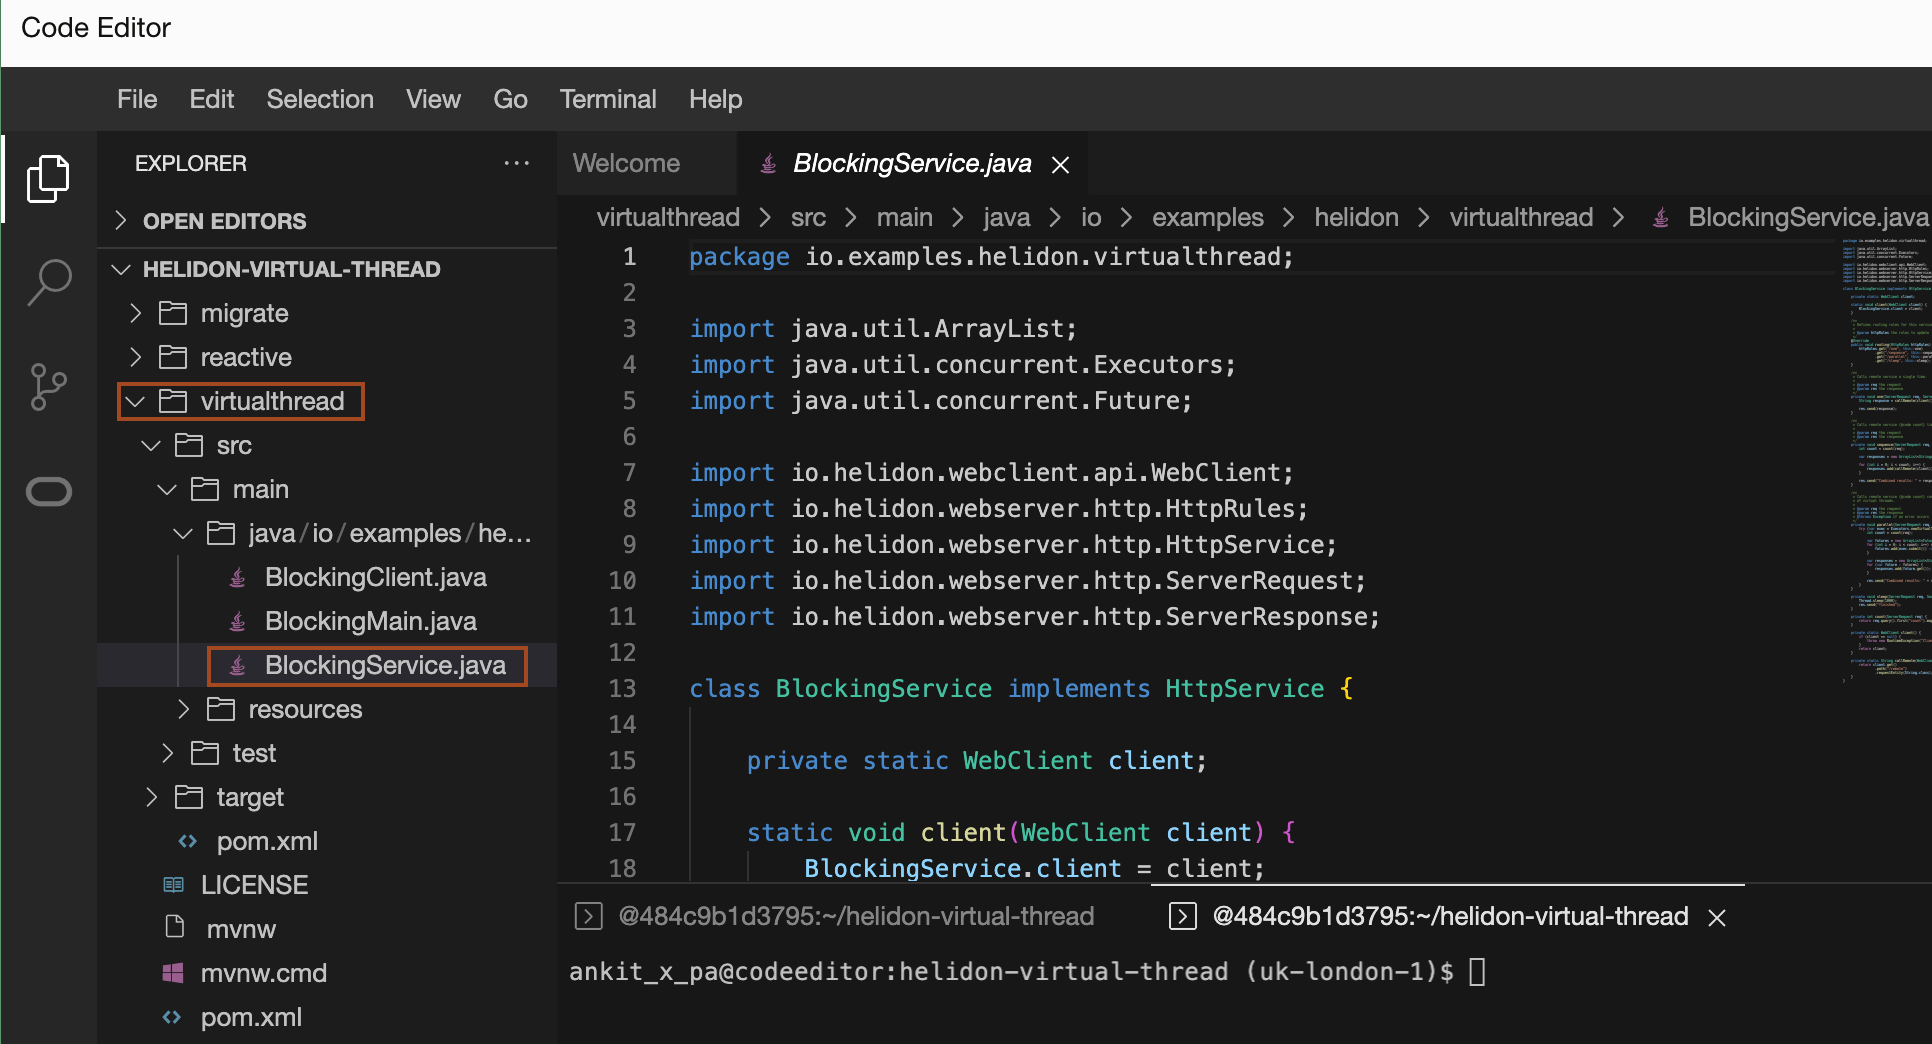 Code Editor
File Edit Selection View Go Terminal Help
EXPLORER
OPEN EDITORS
HELIDON-VIRTUAL-THREAD
migrate
reactive
virtualthread
src
main
java/io/examples/he...
BlockingClient.java
BlockingMain.java
BlockingService.java
resources
test
target
pom.xml
LICENSE
mvnw
mvnw.cmd
pom.xml
Welcome BlockingService.java
virtualthread > src > main > java > io > examples > helidon > virtualthread > BlockingService.java
1 package io.examples.helidon.virtualthread;
2
3 import java.util.ArrayList;
4 import java.util.concurrent.Executors;
5 import java.util.concurrent.Future;
6
7 import io.helidon.webclient.api.WebClient;
8 import io.helidon.webserver.http.HttpRules;
9 import io.helidon.webserver.http.HttpService;
10 import io.helidon.webserver.http.ServerRequest;
11 import io.helidon.webserver.http.ServerResponse;
12
13 class BlockingService implements HttpService {
14
15 private static WebClient client;
16
17 static void client(WebClient client) {
18 BlockingService.client = client;
@484c9b1d3795:~/helidon-virtual-thread @484c9b1d3795:~/helidon-virtual-thread
ankit_x_pa@codeeditor:helidon-virtual-thread (uk-london-1)$